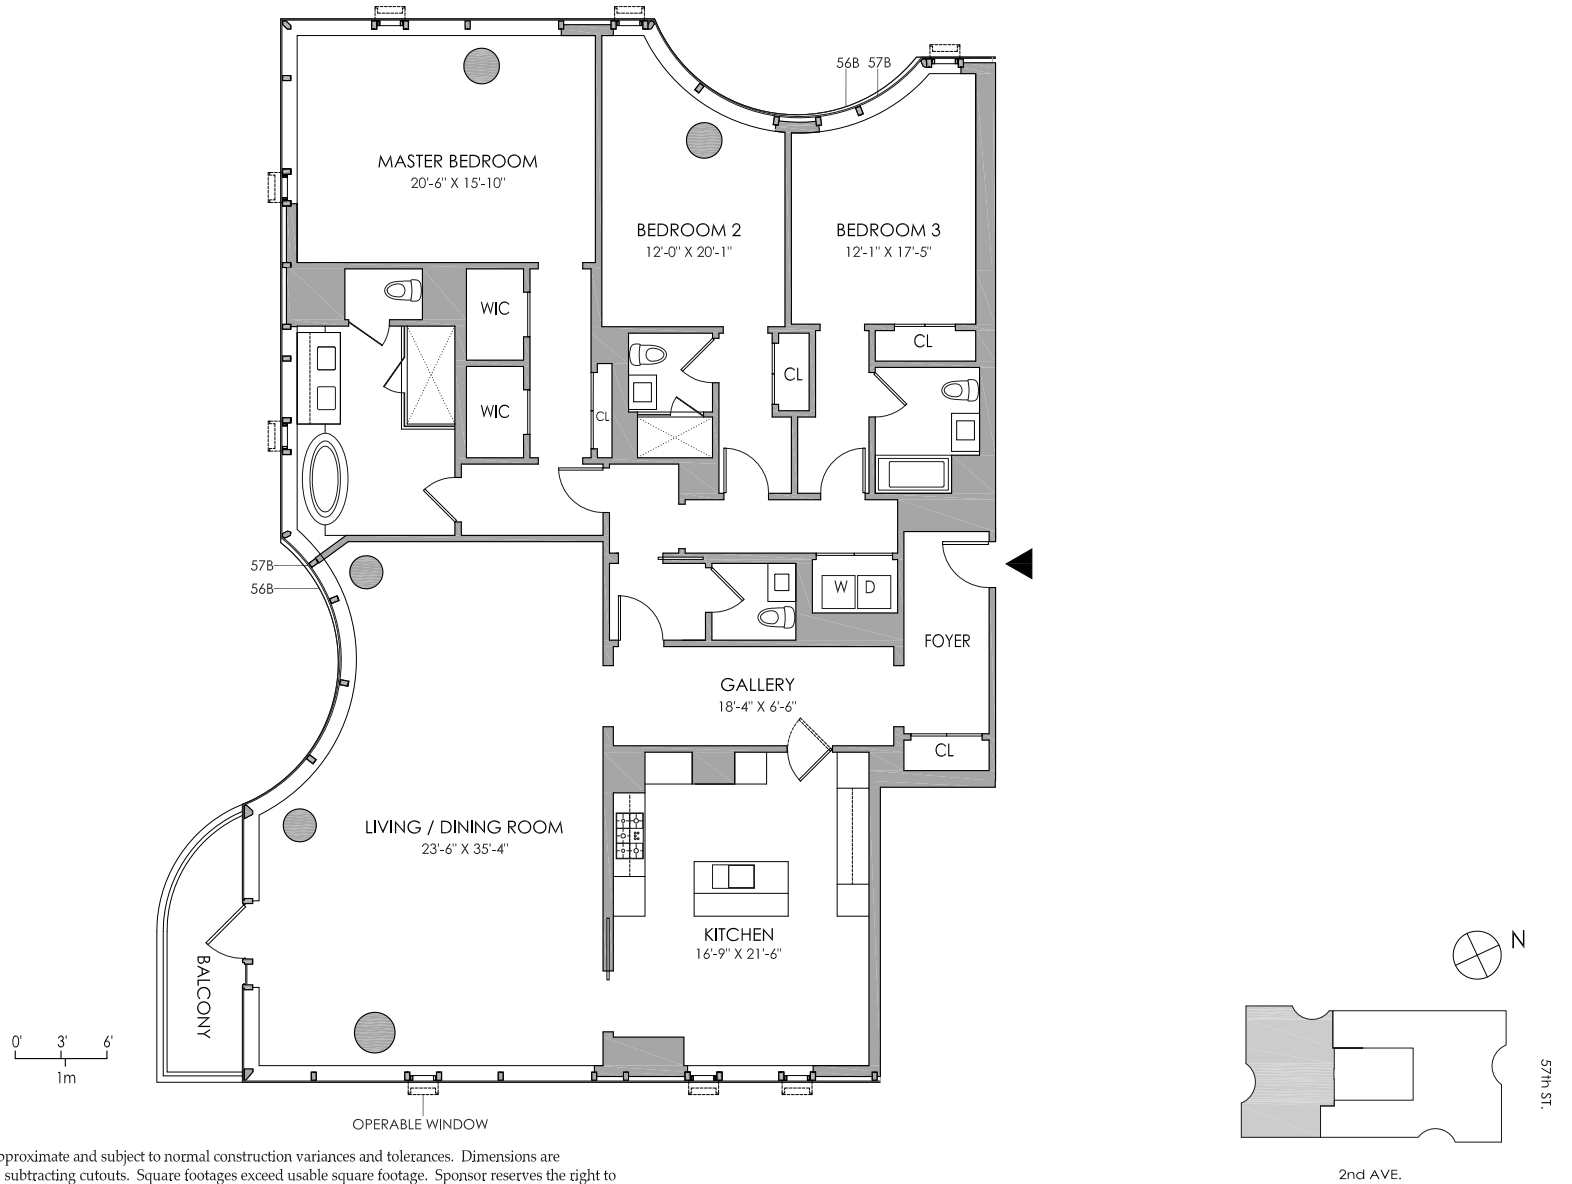 56B 57B
MASTER BEDROOM
20'-6" X 15'-10"
BEDROOM 2
12'-0" X 20'-1"
BEDROOM 3
12'-1" X 17'-5"
WIC
CL
CL
WIC
CL
57B
56B
W D
FOYER
GALLERY
18'-4" X 6'-6"
CL
LIVING / DINING ROOM
23'-6" X 35'-4"
KITCHEN
16'-9" X 21'-6"
BALCONY
N
0' 3' 6'
1m
57th ST.
OPERABLE WINDOW
2nd AVE.
pproximate and subject to normal construction variances and tolerances. Dimensions are
subtracting cutouts. Square footages exceed usable square footage. Sponsor reserves the right to